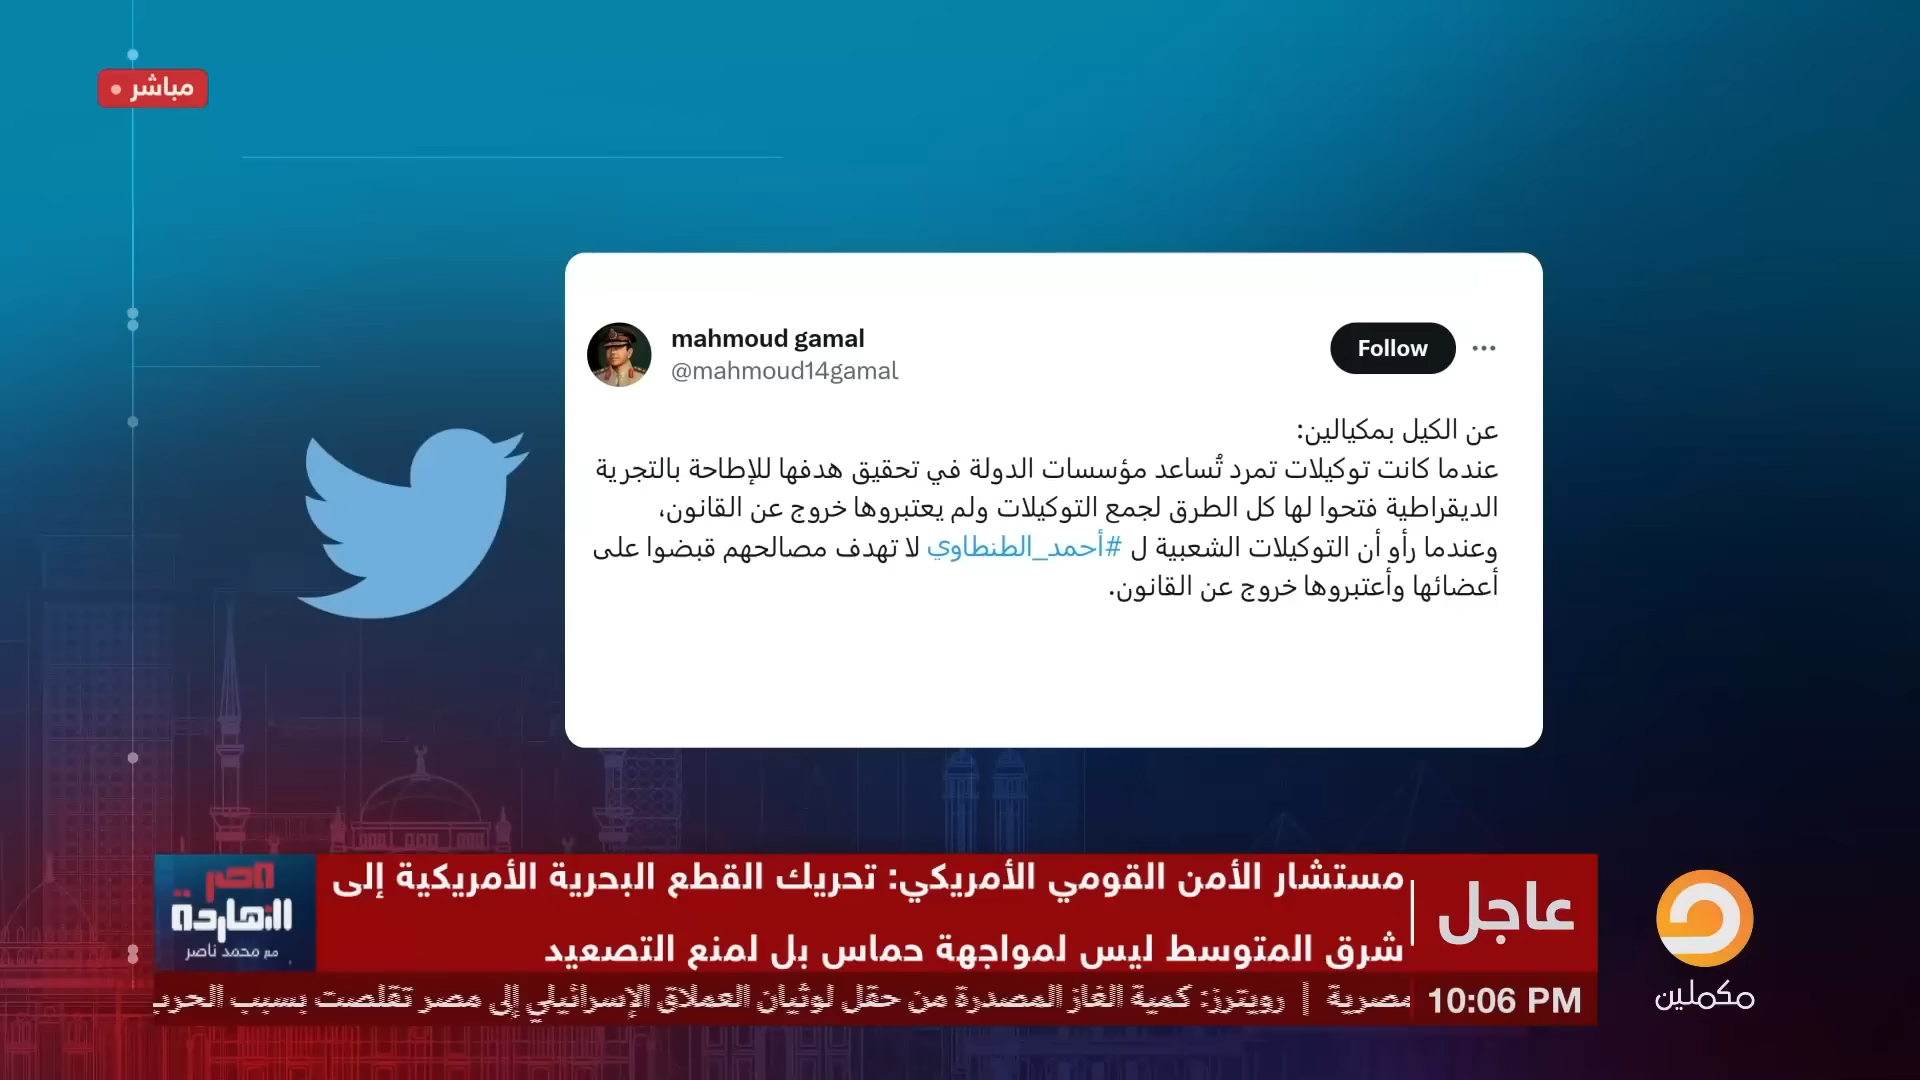 مباشر
mahmoud gamal
@mahmoud14gamal
Follow
عن الكيل بمكيالين:
عندما كانت توكيلات تمرد تُساعد مؤسسات الدولة في تحقيق هدفها للإطاحة بالتجرية
الديقراطية فتحوا لها كل الطرق لجمع التوكيلات ولم يعتبروها خروج عن القانون،
وعندما رأو أن التوكيلات الشعبية ل #أحمد_الطنطاوي لا تهدف مصالحهم قبضوا على
أعضائها وأعتبروها خروج عن القانون.
عاجل
مستشار الأمن القومي الأمريكي: تحريك القطع البحرية الأمريكية إلى
شرق المتوسط ليس لمواجهة حماس بل لمنع التصعيد
مصر
النهاردة
مع محمد ناصر
10:06 PM
مصرية | رويترز: كمية الغاز المصدرة من حقل لوثيان العملاق الإسرائيلي إلى مصر تقلصت بسبب الحرب
مكملين